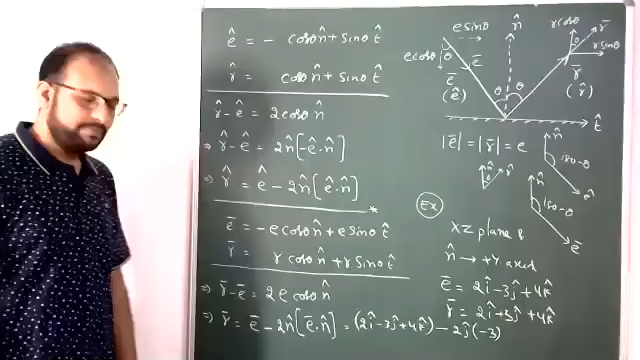 ê = - cosθ n̂ + sinθ t̂
r̂ = cosθ n̂ + sinθ t̂
r̂ - ê = 2cosθ n̂
⇒ r̂ - ê = 2n̂[-ê.n̂]
⇒ r̂ = ê - 2n̂[ê.n̂]
*
e̅ = -e cosθ n̂ + e sinθ t̂
r̅ = r cosθ n̂ + r sinθ t̂
⇒ r̅ - e̅ = 2e cosθ n̂
⇒ r̅ = e̅ - 2n̂[e̅.n̂] = (2î-3ĵ+4k̂) - 2ĵ(-3)
e sinθ
n̂
r cosθ
r̅
e cosθ
θ
e̅
θ
r sinθ
e̅
(ê)
r̅
(r̂)
θ
θ
t̂
|e̅| = |r̅| = e
n̂
θ
r̂
n̂
180-θ
ê
n̂
180-θ
e̅
Ex
XZ plane &
n̂ → +Y axis
e̅ = 2î-3ĵ+4k̂
r̅ = 2î+3ĵ+4k̂